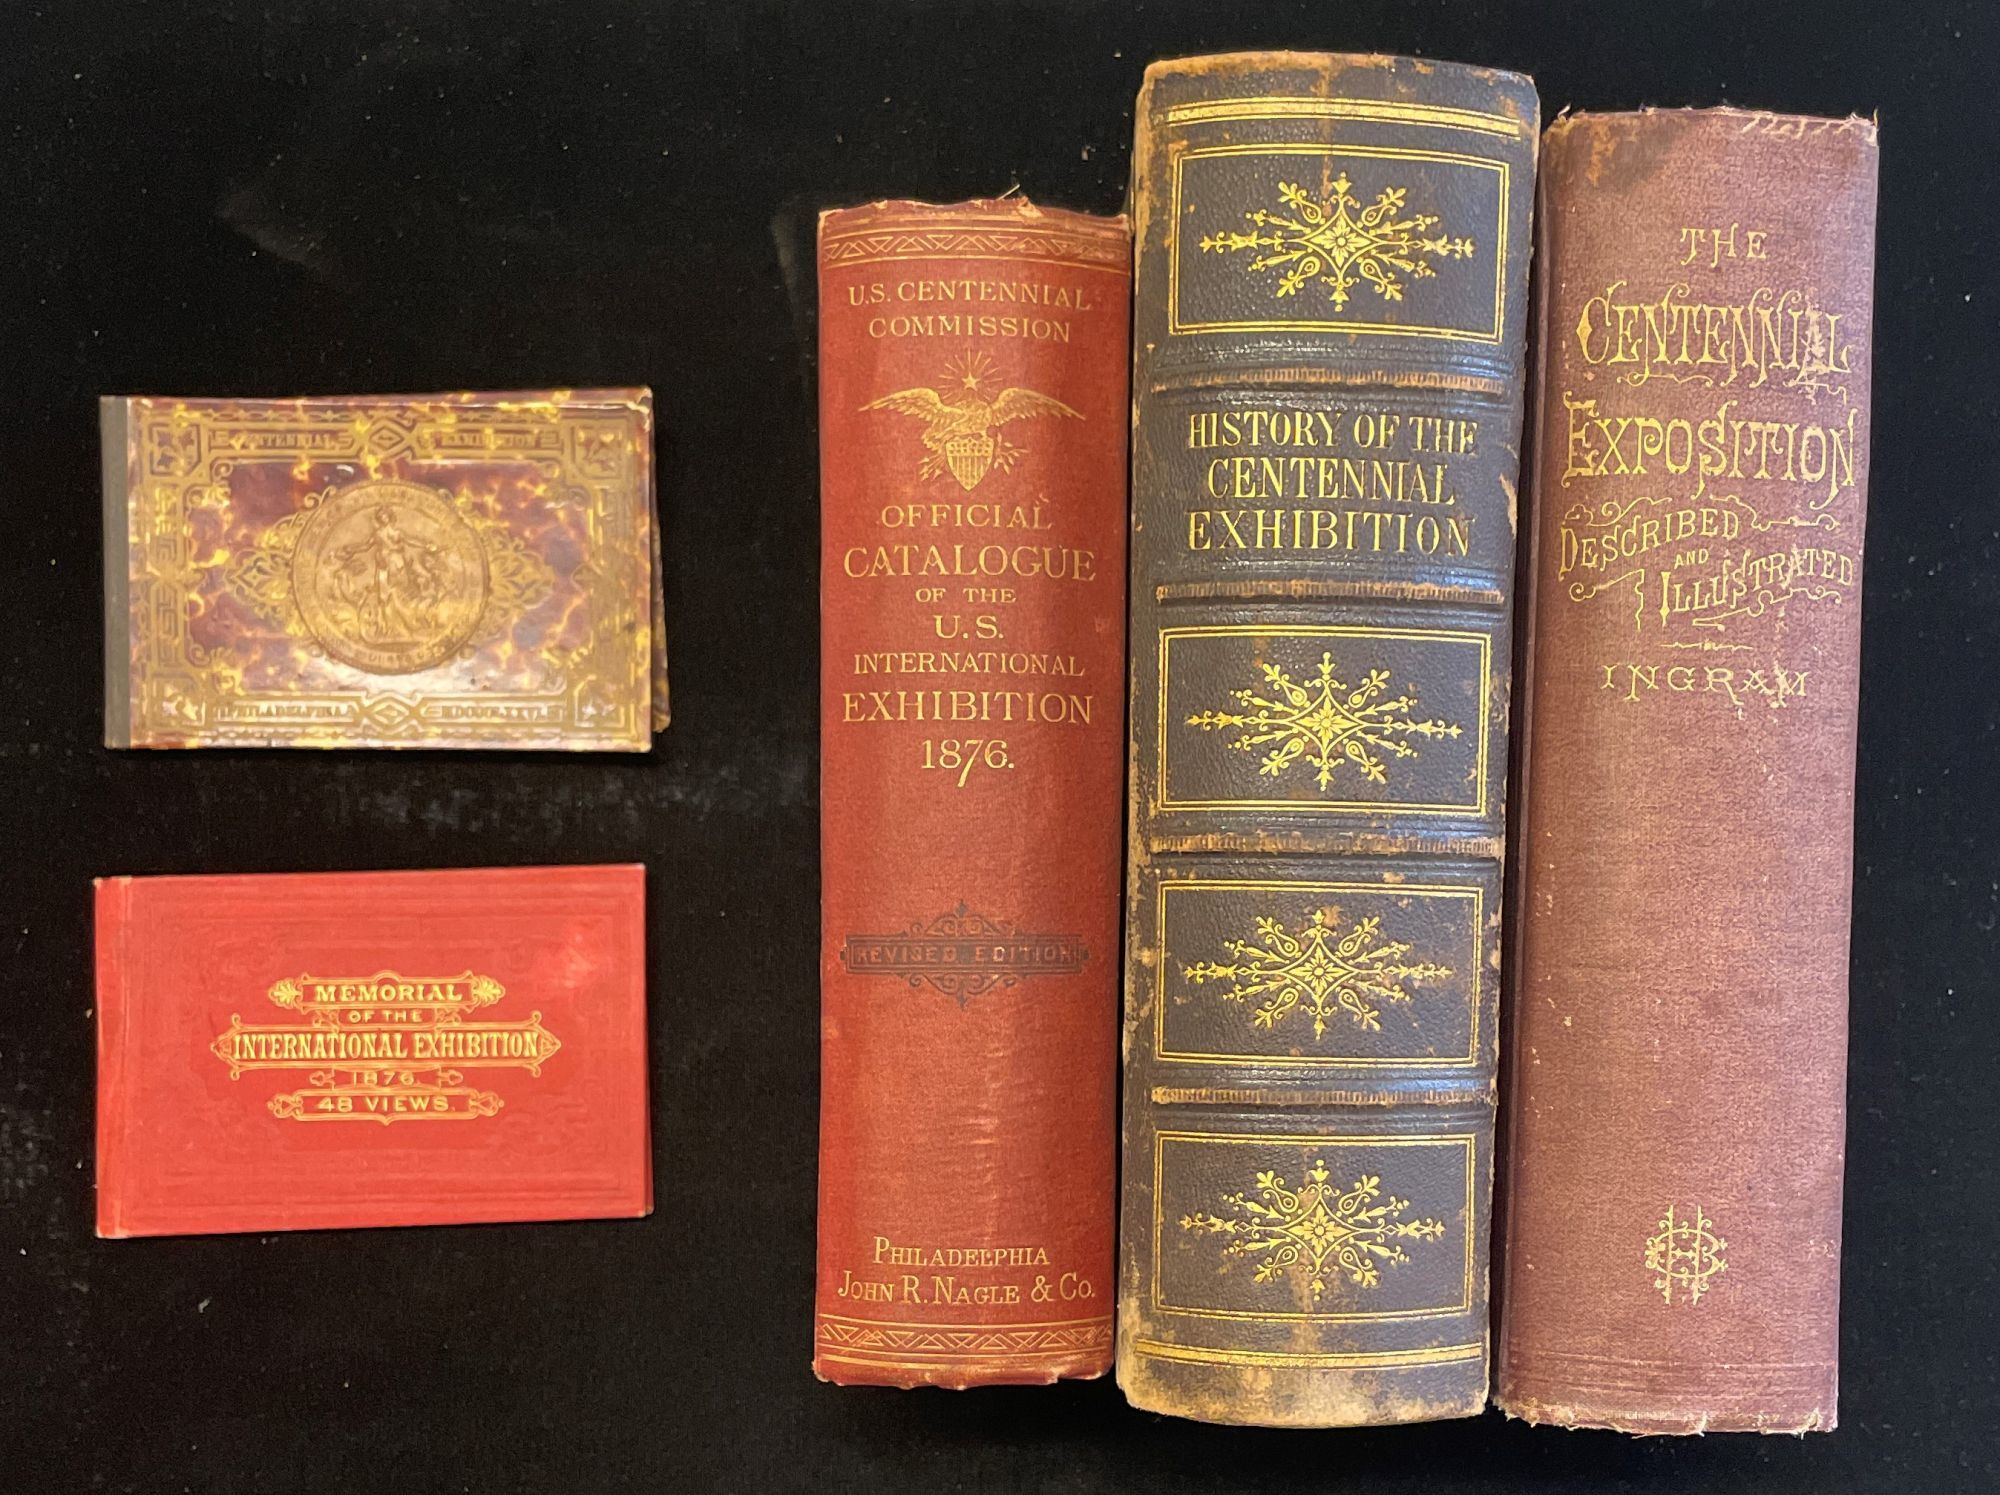 CENTENNIAL EXHIBITION
PHILADELPHIA MDCCCLXXVI
MEMORIAL
OF THE
INTERNATIONAL EXHIBITION
1876
48 VIEWS.
U.S. CENTENNIAL
COMMISSION
OFFICIAL
CATALOGUE
OF THE
U.S.
INTERNATIONAL
EXHIBITION
1876.
REVISED EDITION
PHILADELPHIA
JOHN R. NAGLE & CO.
HISTORY OF THE
CENTENNIAL
EXHIBITION
THE
CENTENNIAL
EXPOSITION
DESCRIBED
AND
ILLUSTRATED
INGRAM